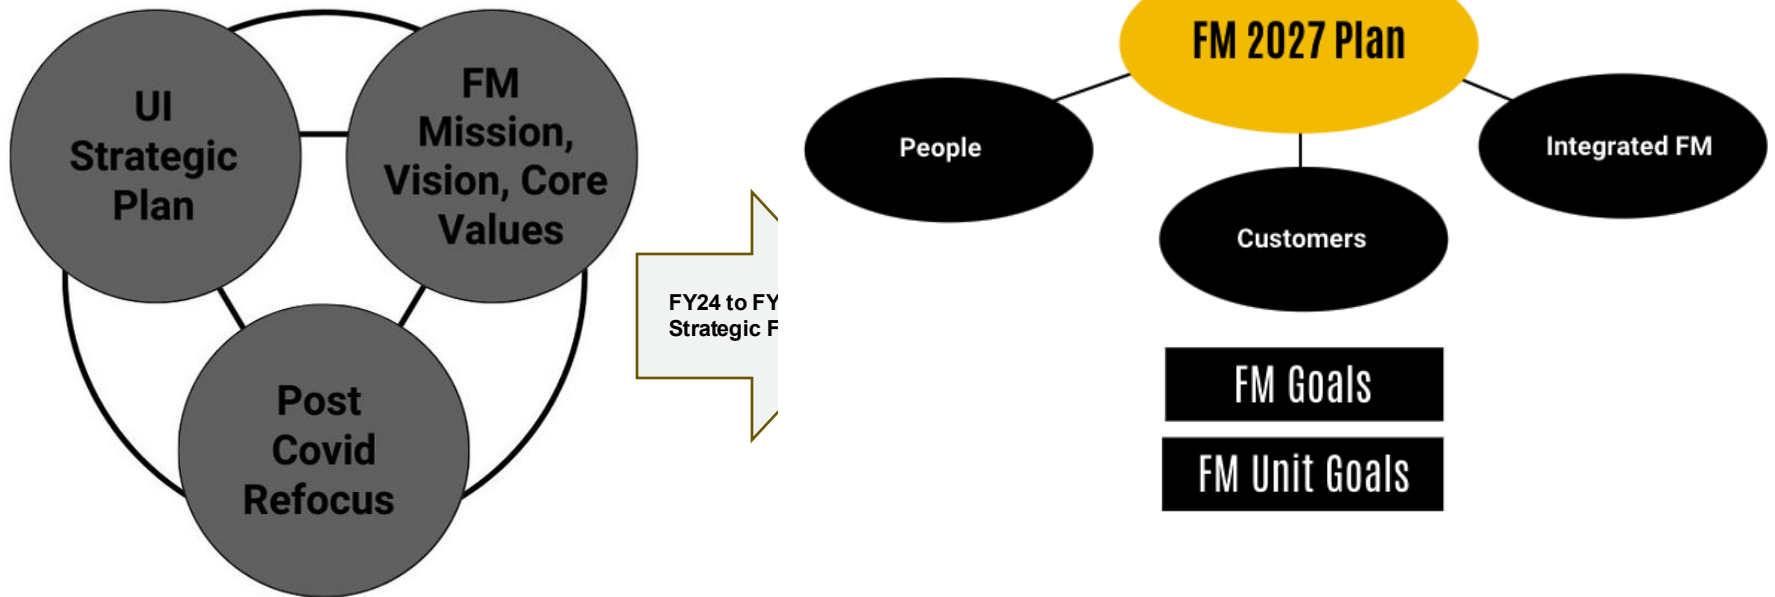 UI
Strategic
Plan
FM
Mission,
Vision, Core
Values
Post
Covid
Refocus
FY24 to FY
Strategic F
FM 2027 Plan
People
Customers
Integrated FM
FM Goals
FM Unit Goals